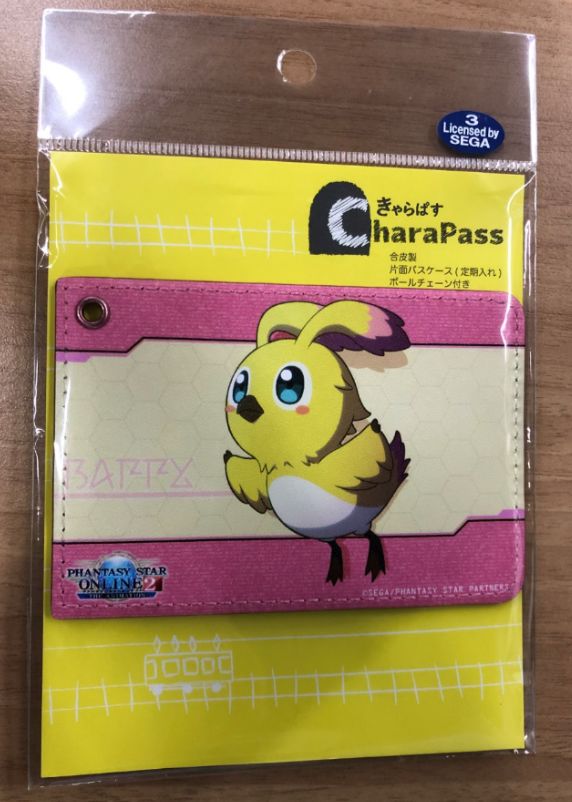 3
Licensed by
SEGA
きゃらぱす
CharaPass
合皮製
片面パスケース(定期入れ)
ボールチェーン付き
RAPPY
PHANTASY STAR
ONLINE 2
THE ANIMATION
©SEGA/PHANTASY STAR PARTNERS